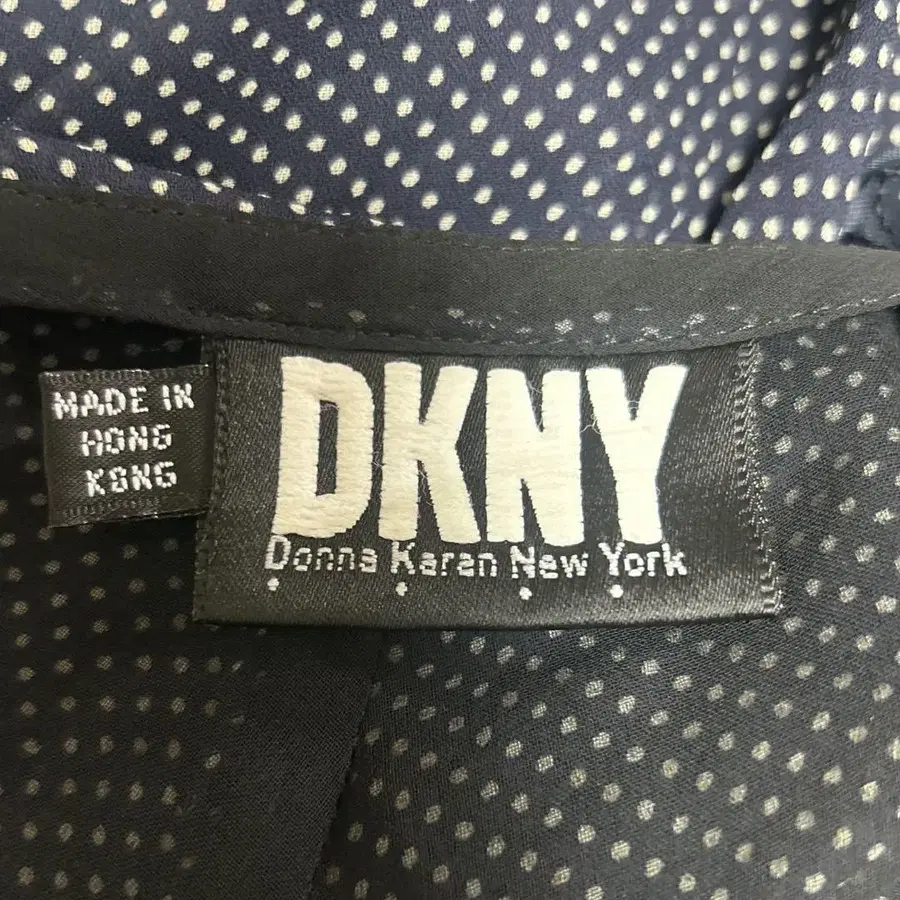 MADE IN
HONG
KONG
DKNY
Donna Karan New York